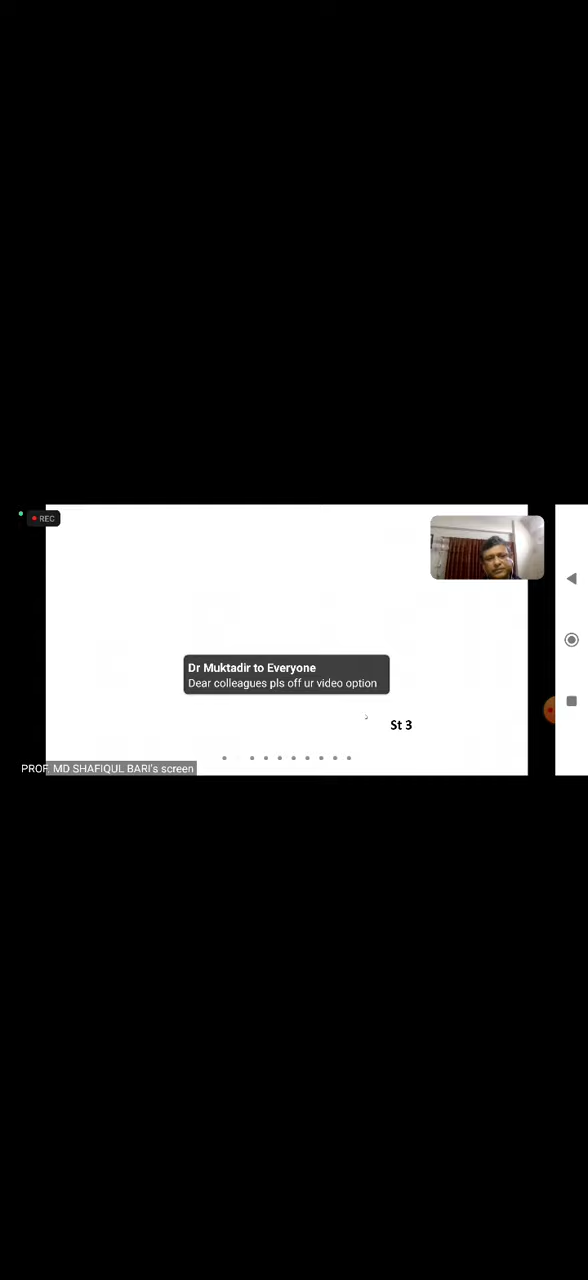 REC
Dr Muktadir to Everyone
Dear colleagues pls off ur video option
St 3
PROF. MD SHAFIQUL BARI's screen